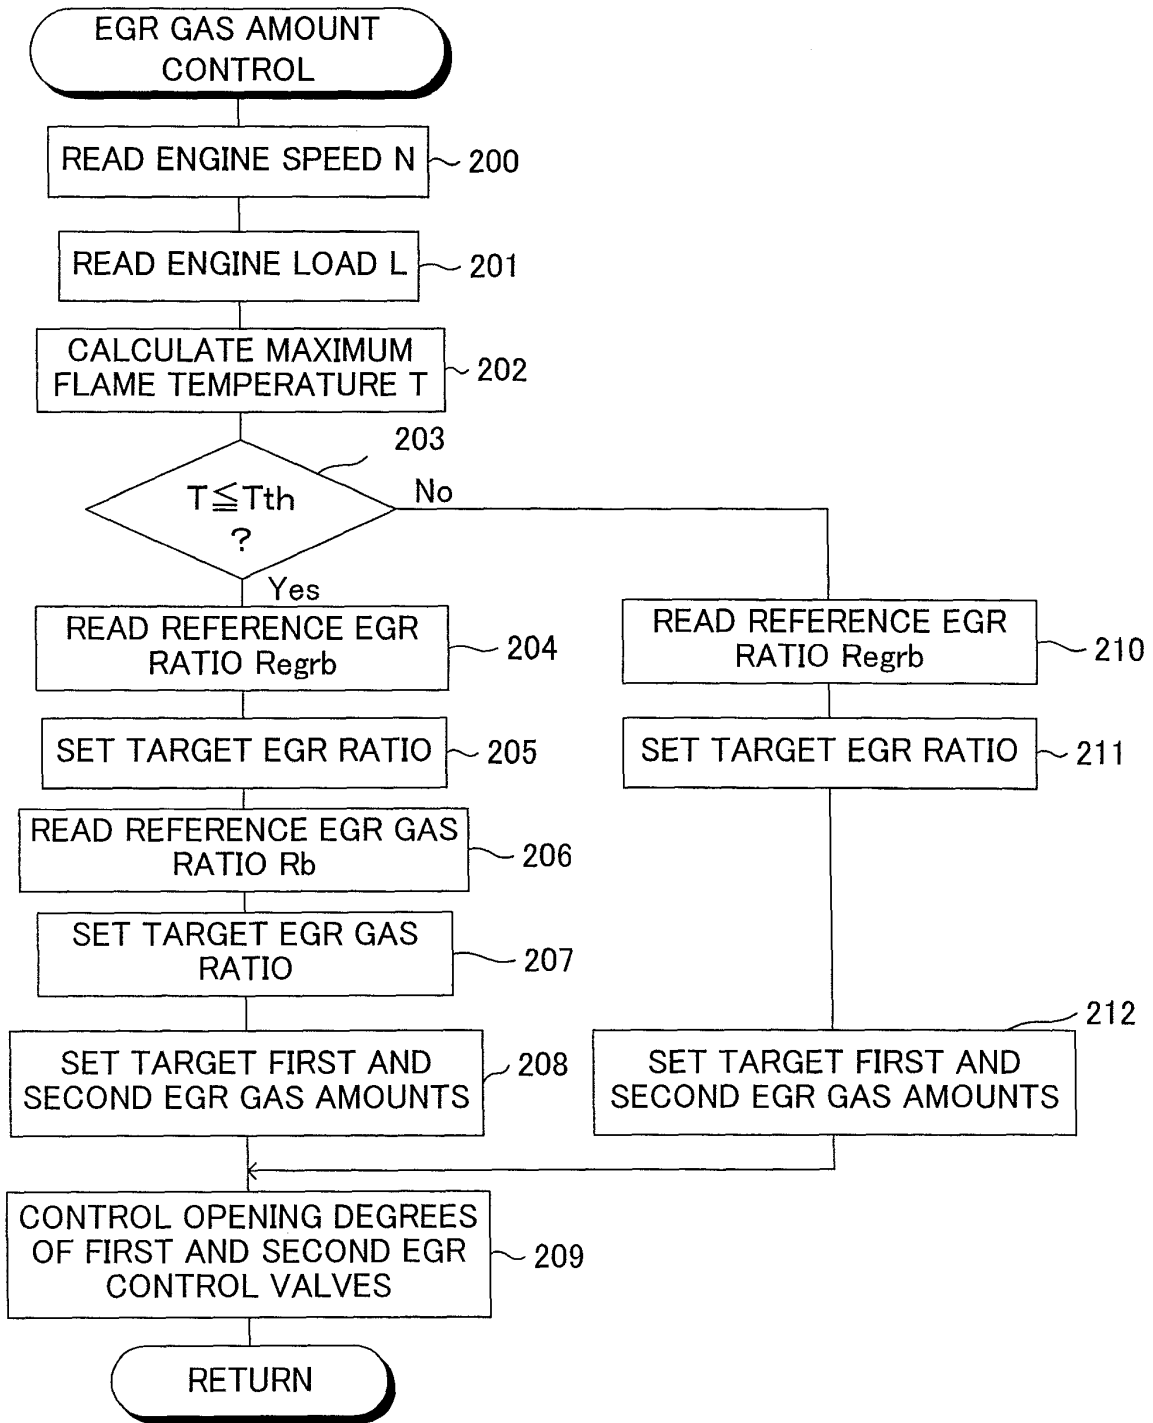 EGR GAS AMOUNT
CONTROL
READ ENGINE SPEED N
200
READ ENGINE LOAD L
201
CALCULATE MAXIMUM
FLAME TEMPERATURE T
202
203
T≦Tth
?
No
Yes
READ REFERENCE EGR
RATIO Regrb
204
READ REFERENCE EGR
RATIO Regrb
210
SET TARGET EGR RATIO
205
SET TARGET EGR RATIO
211
READ REFERENCE EGR GAS
RATIO Rb
206
SET TARGET EGR GAS
RATIO
207
SET TARGET FIRST AND
SECOND EGR GAS AMOUNTS
208
212
SET TARGET FIRST AND
SECOND EGR GAS AMOUNTS
CONTROL OPENING DEGREES
OF FIRST AND SECOND EGR
CONTROL VALVES
209
RETURN